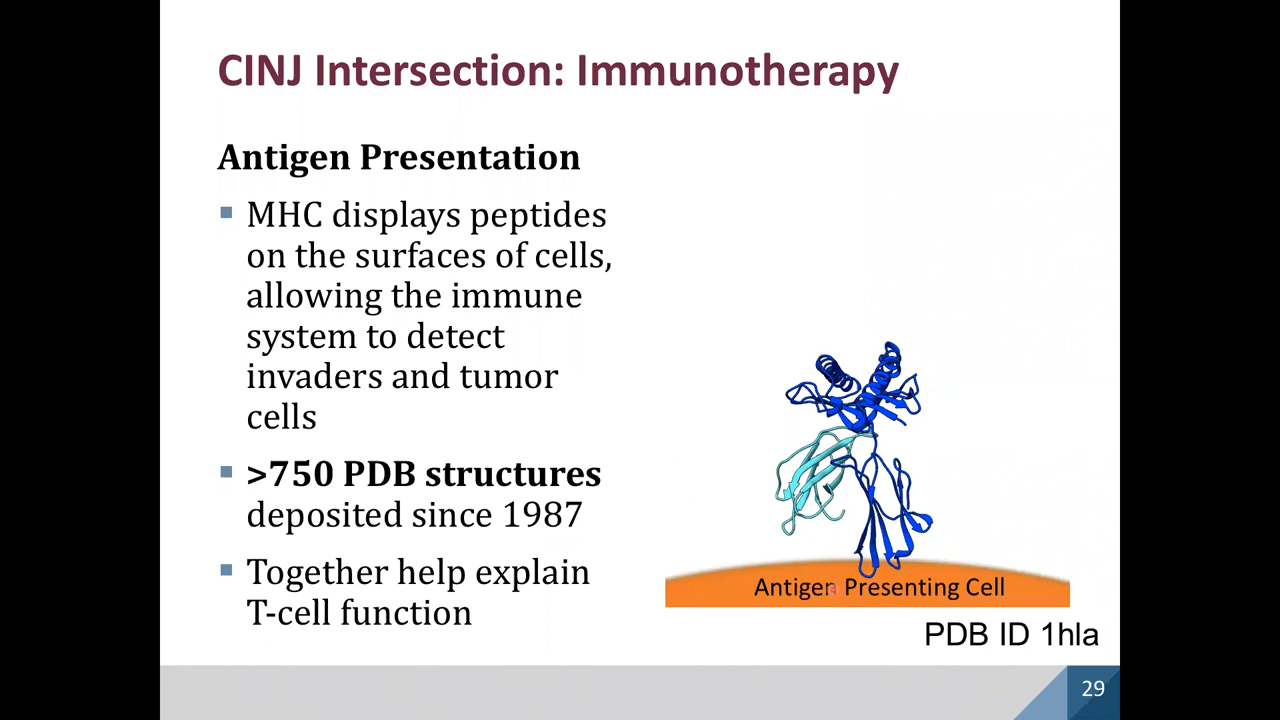 CINJ Intersection: Immunotherapy
Antigen Presentation
MHC displays peptides
on the surfaces of cells,
allowing the immune
system to detect
invaders and tumor
cells
>750 PDB structures
deposited since 1987
Together help explain
T-cell function
Antigen Presenting Cell
PDB ID 1hla
29